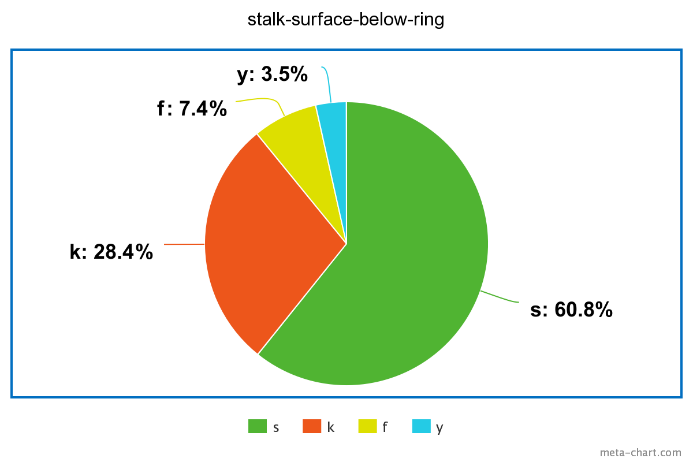 stalk-surface-below-ring
y: 3.5%
f: 7.4%
k: 28.4%
s: 60.8%
s k f y
meta-chart.com